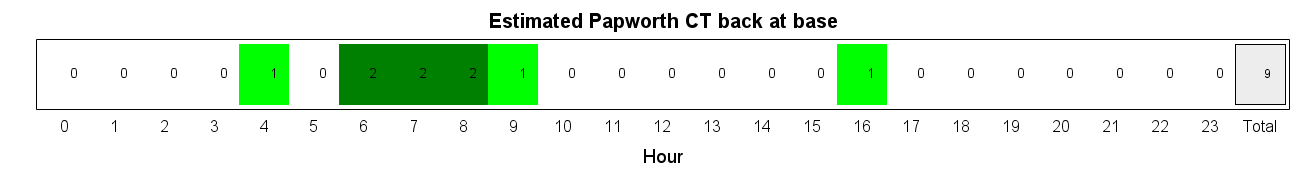 Estimated Papworth CT back at base
0 0 0 0 1 0 2 2 2 1 0 0 0 0 0 0 1 0 0 0 0 0 0 0 9
0 1 2 3 4 5 6 7 8 9 10 11 12 13 14 15 16 17 18 19 20 21 22 23 Total
Hour